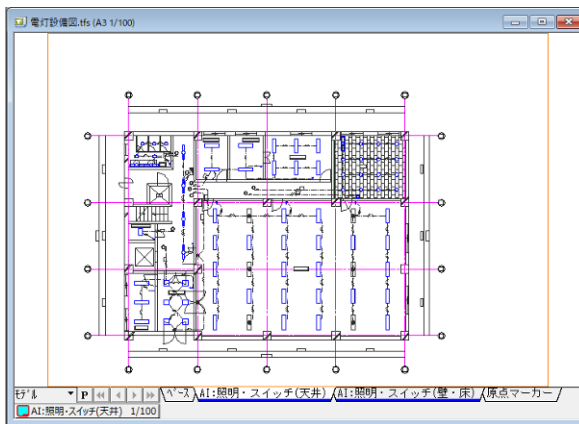 電灯設備図.tfs (A3 1/100)
ﾓﾃﾞﾙ P ﾍﾞｰｽ AI:照明・スイッチ(天井) AI:照明・スイッチ(壁・床) 原点マーカー
AI:照明・スイッチ(天井) 1/100